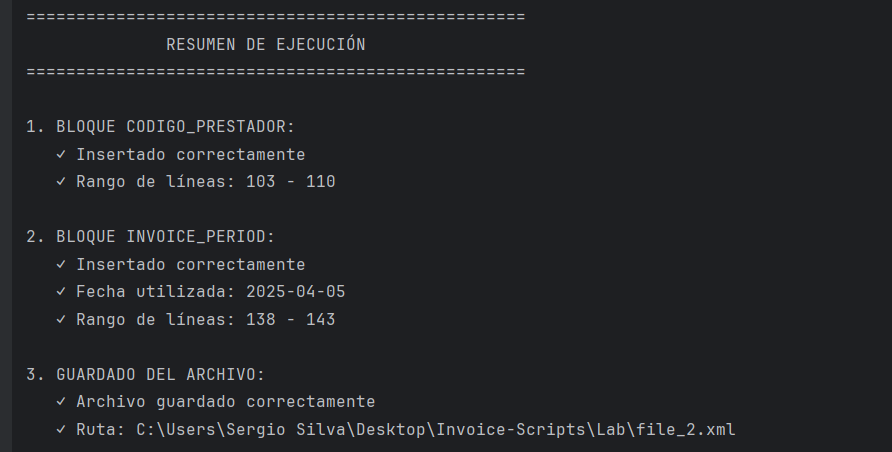 ==================================================
RESUMEN DE EJECUCIÓN
==================================================
1. BLOQUE CODIGO_PRESTADOR:
✓ Insertado correctamente
✓ Rango de líneas: 103 - 110
2. BLOQUE INVOICE_PERIOD:
✓ Insertado correctamente
✓ Fecha utilizada: 2025-04-05
✓ Rango de líneas: 138 - 143
3. GUARDADO DEL ARCHIVO:
✓ Archivo guardado correctamente
✓ Ruta: C:\Users\Sergio Silva\Desktop\Invoice-Scripts\Lab\file_2.xml